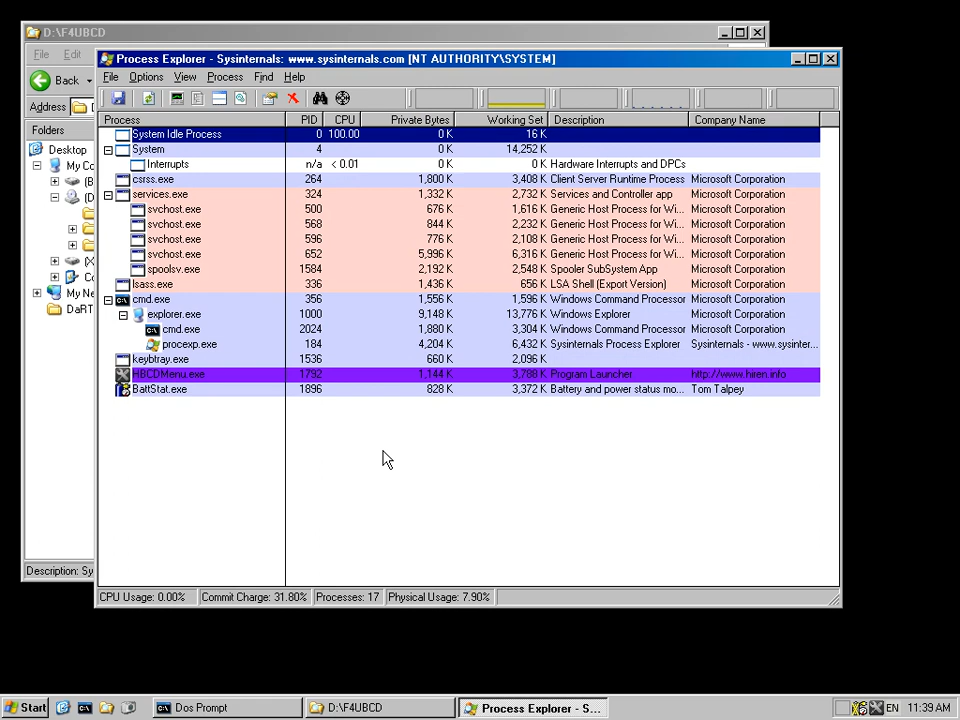 D:\F4UBCD
File Edit
Back
Address
Folders
Desktop
My Co
(B
(D
(X
Co
My Ne
DaRT
Description: Sy
Process Explorer - Sysinternals: www.sysinternals.com [NT AUTHORITY\SYSTEM]
File Options View Process Find Help
Process PID CPU Private Bytes Working Set Description Company Name
System Idle Process 0 100.00 0 K 16 K
System 4 0 K 14,252 K
Interrupts n/a < 0.01 0 K 0 K Hardware Interrupts and DPCs
csrss.exe 264 1,800 K 3,408 K Client Server Runtime Process Microsoft Corporation
services.exe 324 1,332 K 2,732 K Services and Controller app Microsoft Corporation
svchost.exe 500 676 K 1,616 K Generic Host Process for Wi... Microsoft Corporation
svchost.exe 568 844 K 2,232 K Generic Host Process for Wi... Microsoft Corporation
svchost.exe 596 776 K 2,108 K Generic Host Process for Wi... Microsoft Corporation
svchost.exe 652 5,996 K 6,316 K Generic Host Process for Wi... Microsoft Corporation
spoolsv.exe 1584 2,192 K 2,548 K Spooler SubSystem App Microsoft Corporation
lsass.exe 336 1,436 K 656 K LSA Shell (Export Version) Microsoft Corporation
cmd.exe 356 1,556 K 1,596 K Windows Command Processor Microsoft Corporation
explorer.exe 1000 9,148 K 13,776 K Windows Explorer Microsoft Corporation
cmd.exe 2024 1,880 K 3,304 K Windows Command Processor Microsoft Corporation
procexp.exe 184 4,204 K 6,432 K Sysinternals Process Explorer Sysinternals - www.sysinter...
keybtray.exe 1536 660 K 2,096 K
HBCDMenu.exe 1792 1,144 K 3,788 K Program Launcher http://www.hiren.info
BattStat.exe 1896 828 K 3,372 K Battery and power status mo... Tom Talpey
CPU Usage: 0.00% Commit Charge: 31.80% Processes: 17 Physical Usage: 7.90%
Start Dos Prompt D:\F4UBCD Process Explorer - S... EN 11:39 AM